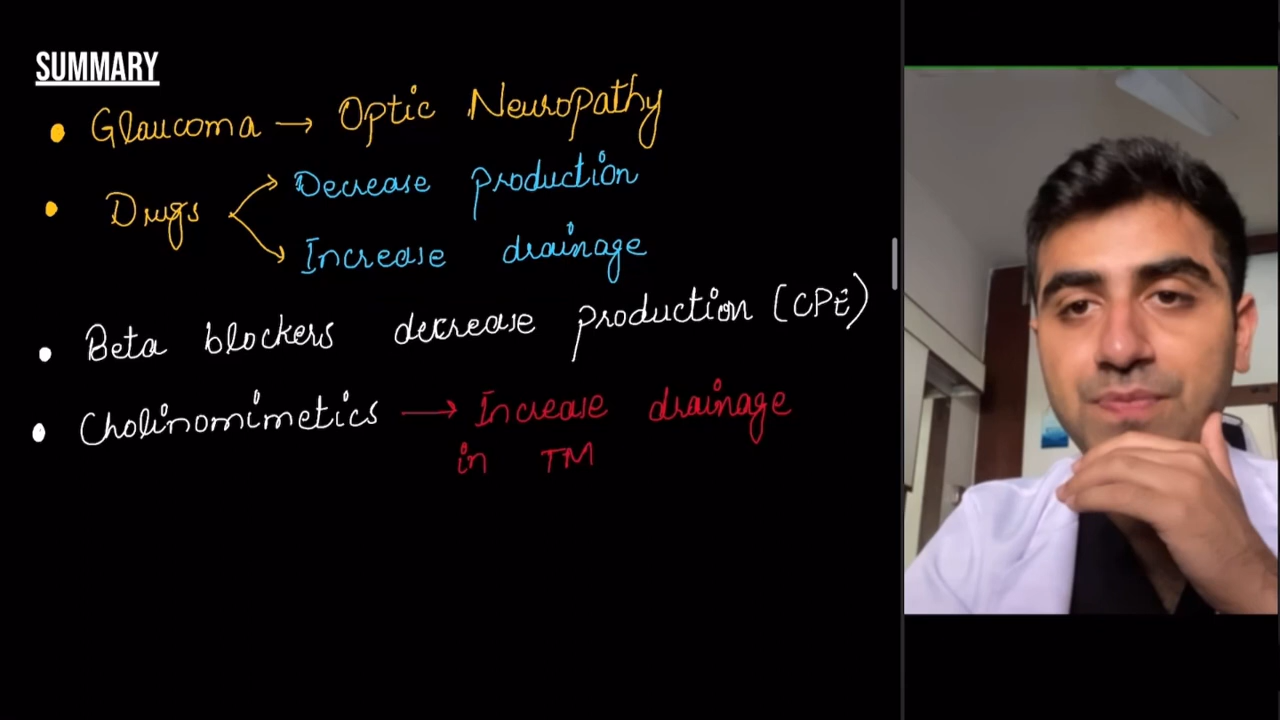 SUMMARY
• Glaucoma → Optic Neuropathy
• Drugs
Decrease production
Increase drainage
• Beta blockers decrease production (CPE)
• Cholinomimetics → Increase drainage
in TM